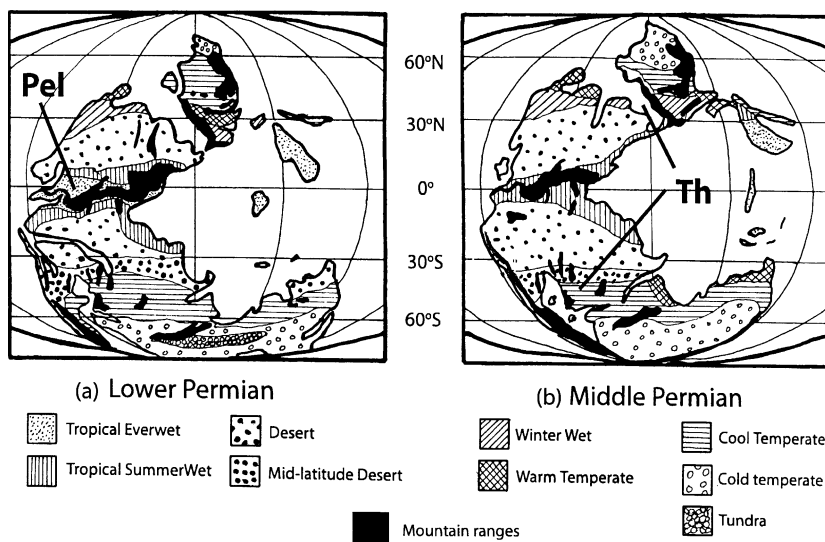 Pel
60°N
30°N
0°
30°S
60°S
Th
(a) Lower Permian
(b) Middle Permian
Tropical Everwet
Desert
Tropical SummerWet
Mid-latitude Desert
Winter Wet
Cool Temperate
Warm Temperate
Cold temperate
Tundra
Mountain ranges